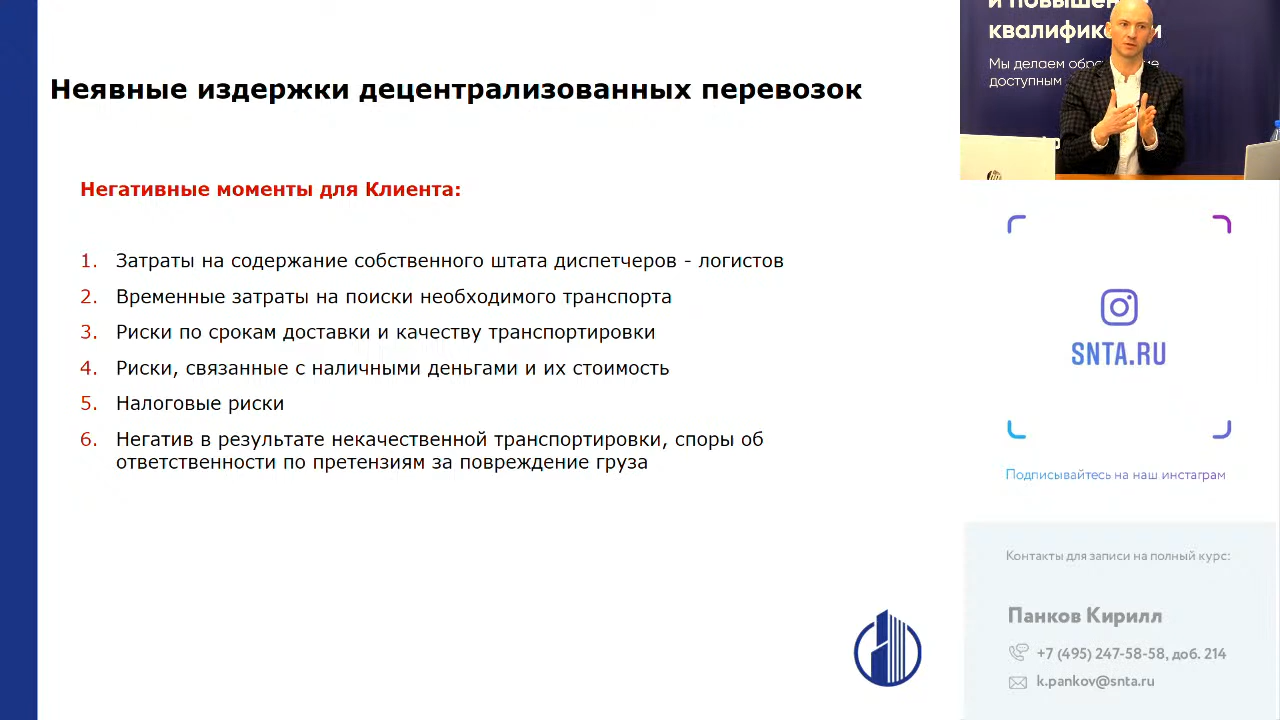 Неявные издержки децентрализованных перевозок
Негативные моменты для Клиента:
1. Затраты на содержание собственного штата диспетчеров - логистов
2. Временные затраты на поиски необходимого транспорта
3. Риски по срокам доставки и качеству транспортировки
4. Риски, связанные с наличными деньгами и их стоимость
5. Налоговые риски
6. Негатив в результате некачественной транспортировки, споры об
ответственности по претензиям за повреждение груза
Мы делаем
доступным
SNTA.RU
Подписывайтесь на наш инстаграм
Контакты для записи на полный курс:
Панков Кирилл
+7 (495) 247-58-58, доб. 214
k.pankov@snta.ru